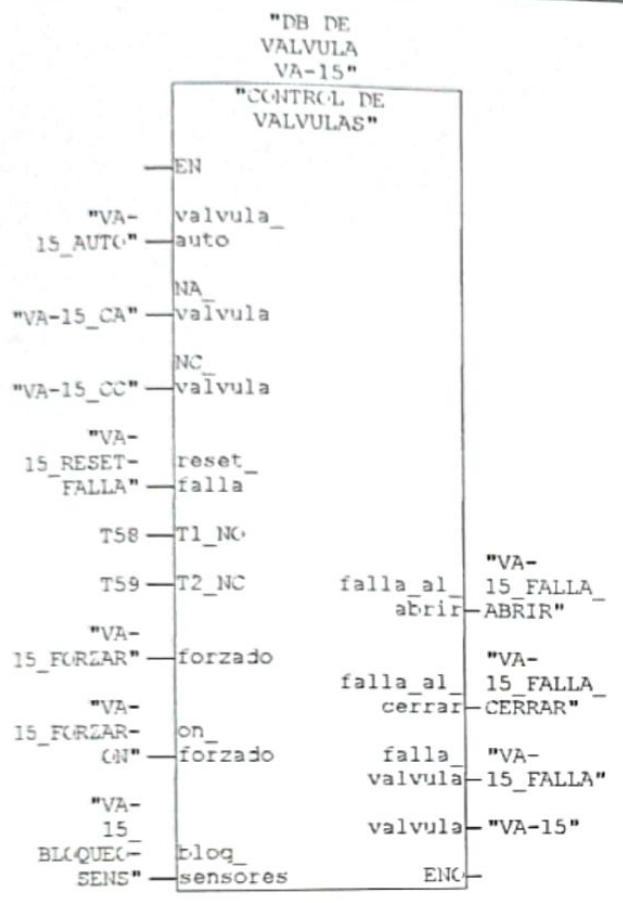 "DB DE
VALVULA
VA-15"
"CONTROL DE
VALVULAS"
EN
"VA-
15_AUTO"
valvula_
auto
"VA-15_CA"
NA_
valvula
"VA-15_CC"
NC_
valvula
"VA-
15_RESET-
FALLA"
reset_
falla
T58
T1_NO
T59
T2_NC
falla_al_
abrir
"VA-
15_FALLA_
ABRIR"
"VA-
15_FORZAR"
forzado
falla_al_
cerrar
"VA-
15_FALLA_
CERRAR"
"VA-
15_FORZAR-
ON"
on_
forzado
falla_
valvula
"VA-
15_FALLA"
valvula
"VA-15"
"VA-
15_
BLOQUEO-
SENS"
bloq_
sensores
ENO